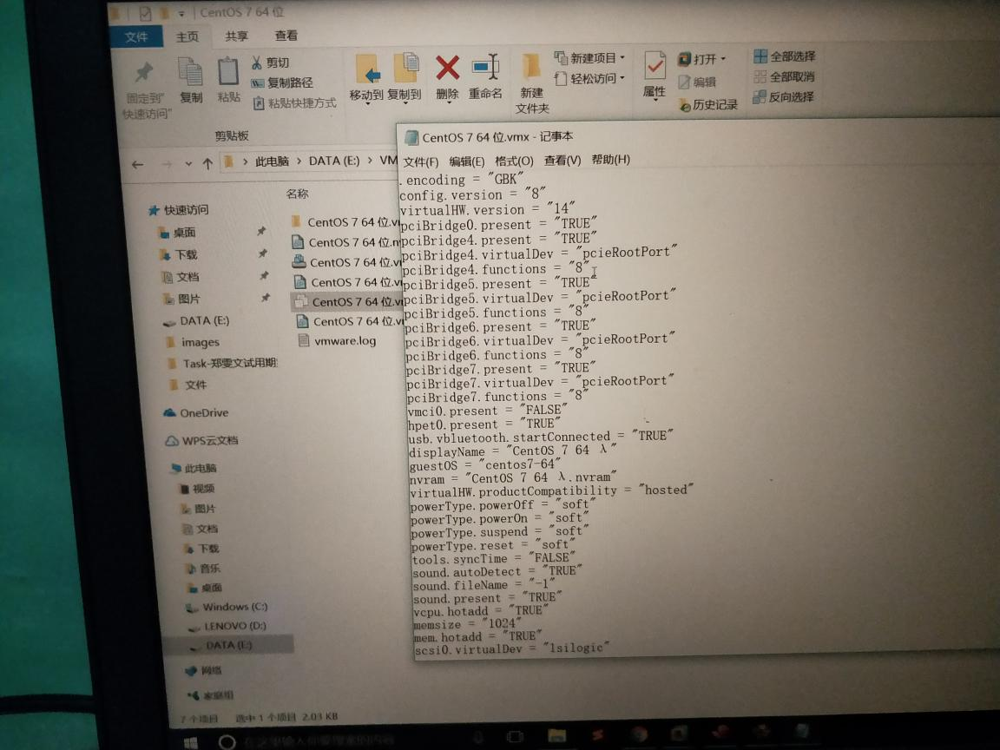 CentOS 7 64 位
文件 主页 共享 查看
固定到"快速访问"
复制
粘贴
剪切
复制路径
粘贴快捷方式
剪贴板
移动到 复制到
删除 重命名
新建
文件夹
新建项目
轻松访问
属性
打开
编辑
历史记录
全部选择
全部取消
反向选择
此电脑 > DATA (E:) > VM
名称
快速访问
桌面
下载
文档
图片
DATA (E:)
images
Task-郑雯文试用期
文件
OneDrive
WPS云文档
此电脑
视频
图片
文档
下载
音乐
桌面
Windows (C:)
LENOVO (D:)
DATA (E:)
网络
家庭组
CentOS 7 64 位.v
CentOS 7 64 位.n
CentOS 7 64 位.v
CentOS 7 64 位.v
CentOS 7 64 位.v
CentOS 7 64 位.v
vmware.log
7 个项目 选中 1 个项目 2.03 KB
CentOS 7 64 位.vmx - 记事本
文件(F) 编辑(E) 格式(O) 查看(V) 帮助(H)
.encoding = "GBK"
config.version = "8"
virtualHW.version = "14"
pciBridge0.present = "TRUE"
pciBridge4.present = "TRUE"
pciBridge4.virtualDev = "pcieRootPort"
pciBridge4.functions = "8"
pciBridge5.present = "TRUE"
pciBridge5.virtualDev = "pcieRootPort"
pciBridge5.functions = "8"
pciBridge6.present = "TRUE"
pciBridge6.virtualDev = "pcieRootPort"
pciBridge6.functions = "8"
pciBridge7.present = "TRUE"
pciBridge7.virtualDev = "pcieRootPort"
pciBridge7.functions = "8"
vmci0.present = "FALSE"
hpet0.present = "TRUE"
usb.vbluetooth.startConnected = "TRUE"
displayName = "CentOS 7 64 λ"
guestOS = "centos7-64"
nvram = "CentOS 7 64 λ.nvram"
virtualHW.productCompatibility = "hosted"
powerType.powerOff = "soft"
powerType.powerOn = "soft"
powerType.suspend = "soft"
powerType.reset = "soft"
tools.syncTime = "FALSE"
sound.autoDetect = "TRUE"
sound.fileName = "-1"
sound.present = "TRUE"
vcpu.hotadd = "TRUE"
memsize = "1024"
mem.hotadd = "TRUE"
scsi0.virtualDev = "lsilogic"
在这里输入你要搜索的内容